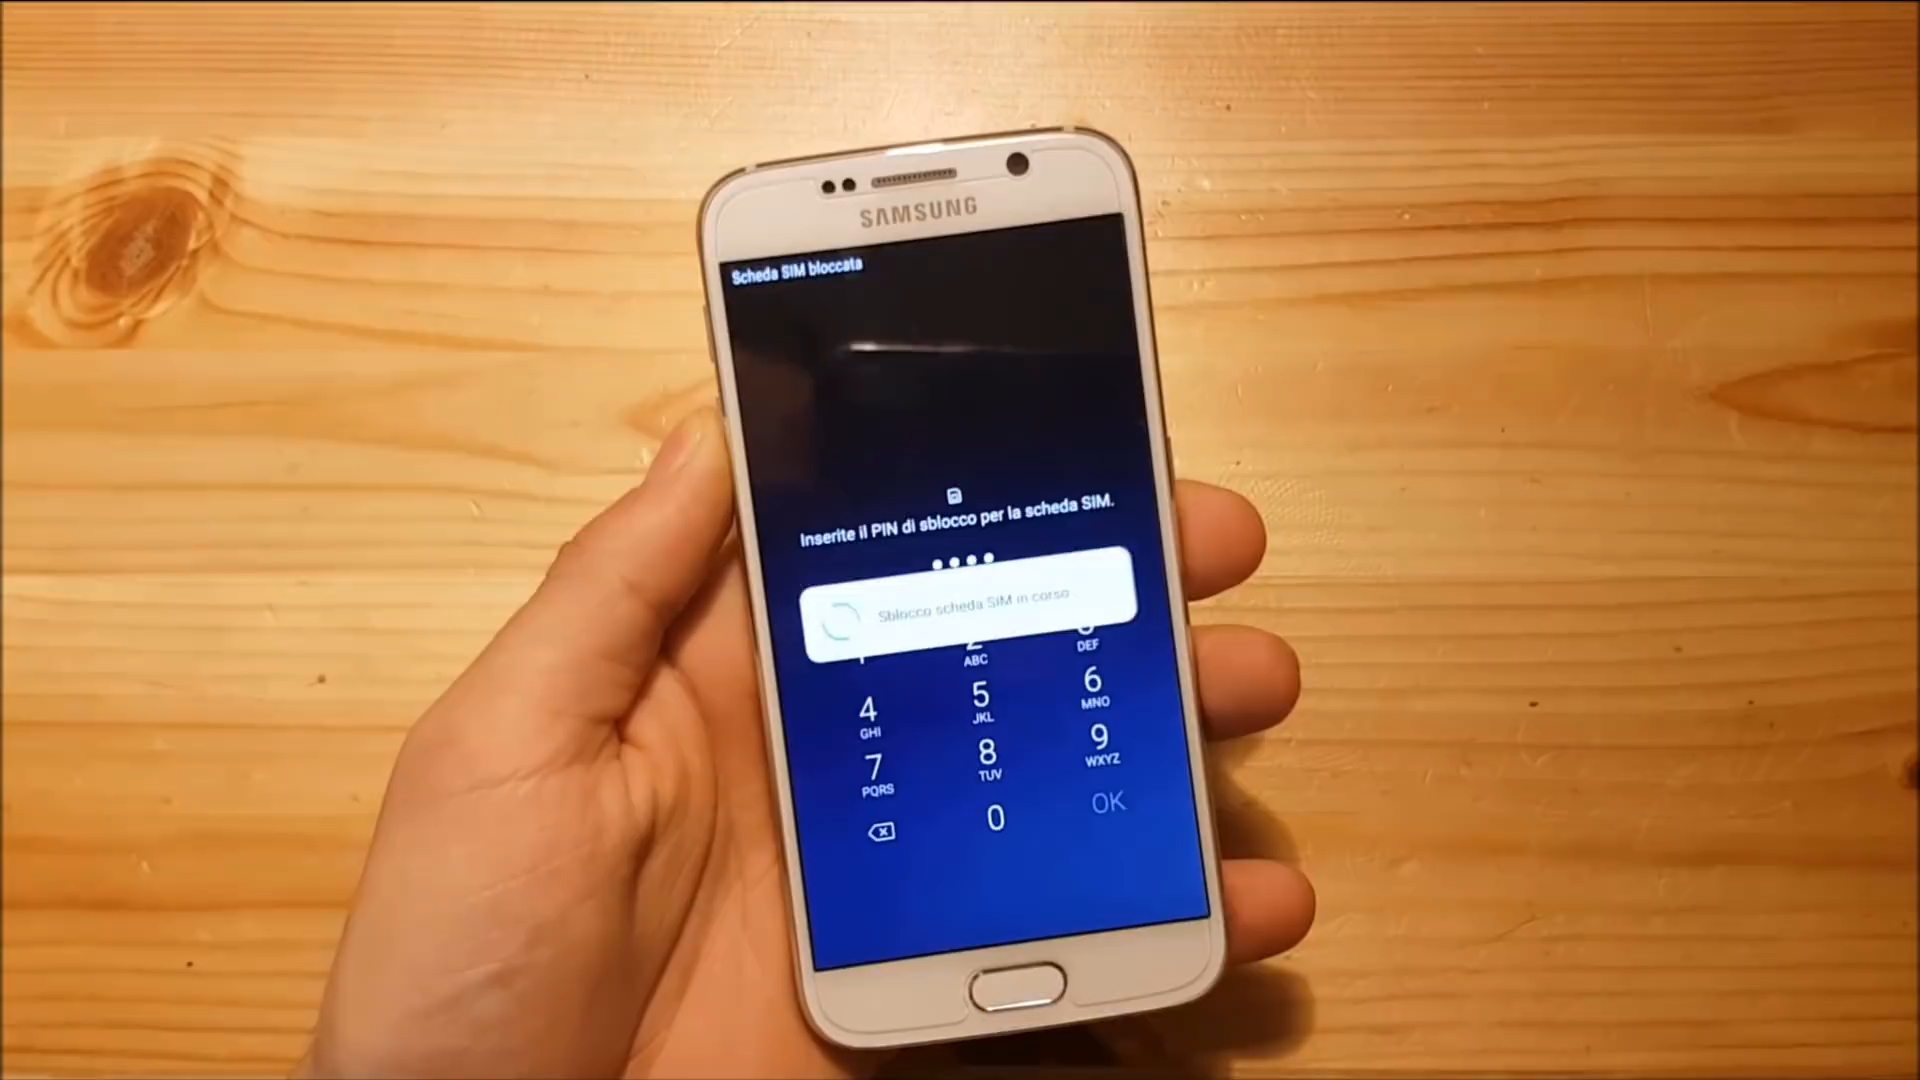 SAMSUNG
Scheda SIM bloccata
Inserite il PIN di sblocco per la scheda SIM.
Sblocco scheda SIM in corso
ABC
DEF
4
GHI
5
JKL
6
MNO
7
PQRS
8
TUV
9
WXYZ
0
OK